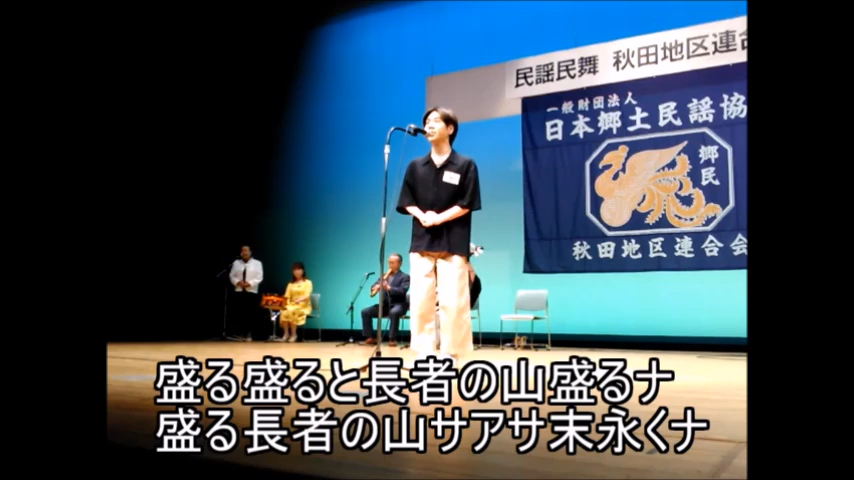 民謡民舞 秋田地区連合
一般財団法人
日本郷土民謡協
郷民
秋田地区連合会
盛る盛ると長者の山盛るナ
盛る長者の山サアサ末永くナ